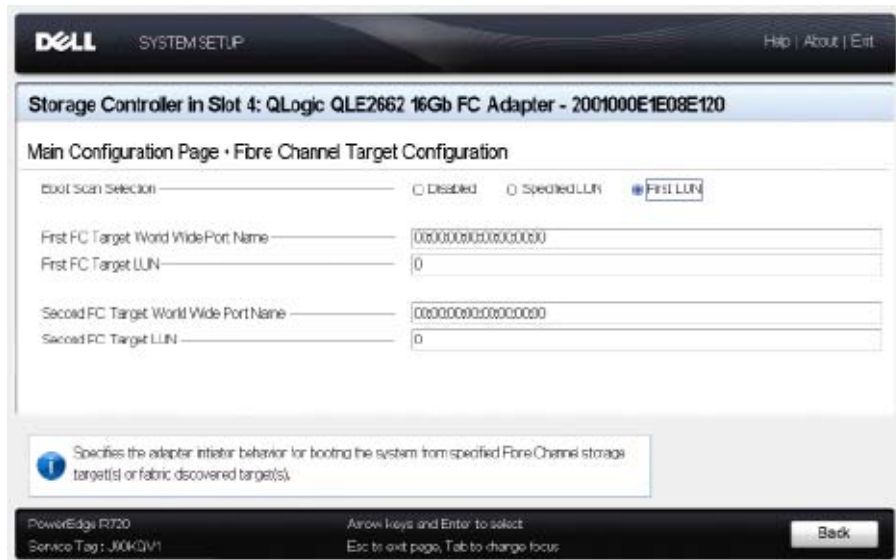 DELL SYSTEM SETUP Help | About | Exit
Storage Controller in Slot 4: QLogic QLE2662 16Gb FC Adapter - 2001000E1E08E120
Main Configuration Page • Fibre Channel Target Configuration
Boot Scan Selection Disabled Specified LUN First LUN
First FC Target World Wide Port Name 00:00:00:00:00:00:00:00
First FC Target LUN 0
Second FC Target World Wide Port Name 00:00:00:00:00:00:00:00
Second FC Target LUN 0
Specifies the adapter initiator behavior for booting the system from specified Fibre Channel storage
target(s) or fabric discovered target(s).
PowerEdge R720 Arrow keys and Enter to select
Service Tag : Esc to exit page, Tab to change focus Back